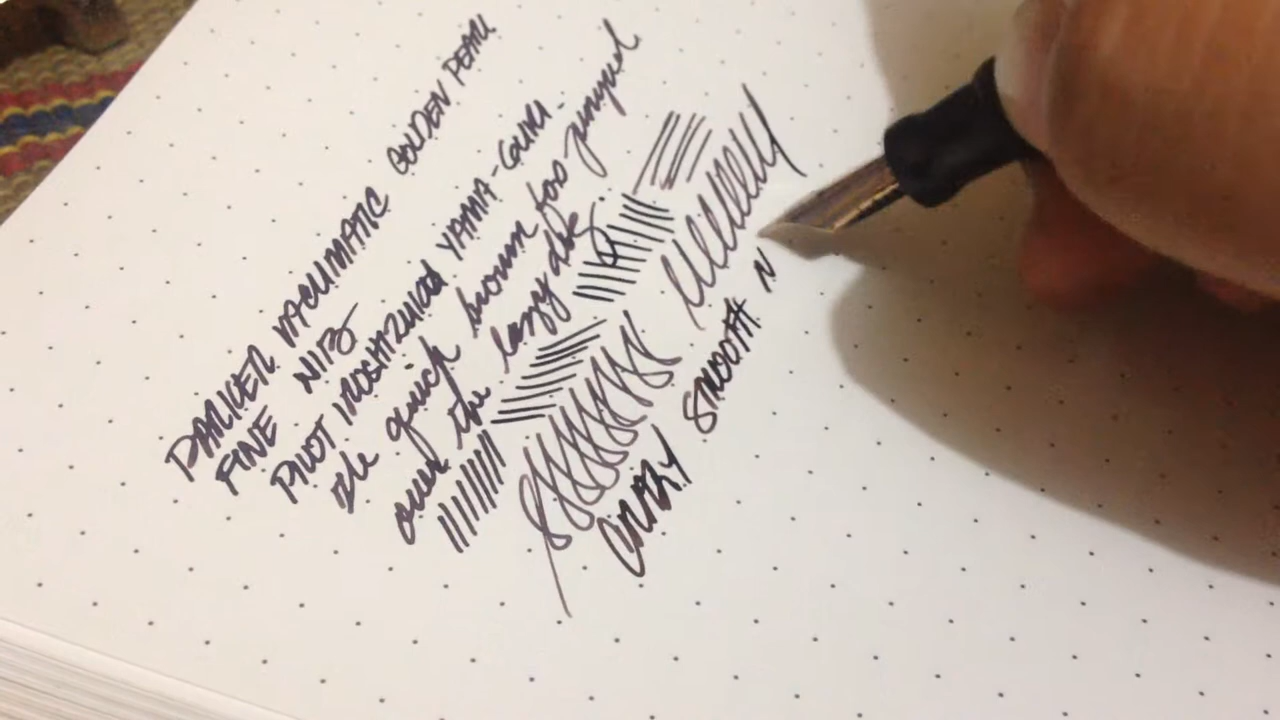 PARKER VACUMATIC GOLDEN PEARL
FINE NIB
PILOT IROSHIZUKU YAMA-GURI
the quick brown fox jumped
over the lazy dog
CRAZY SMOOTH N